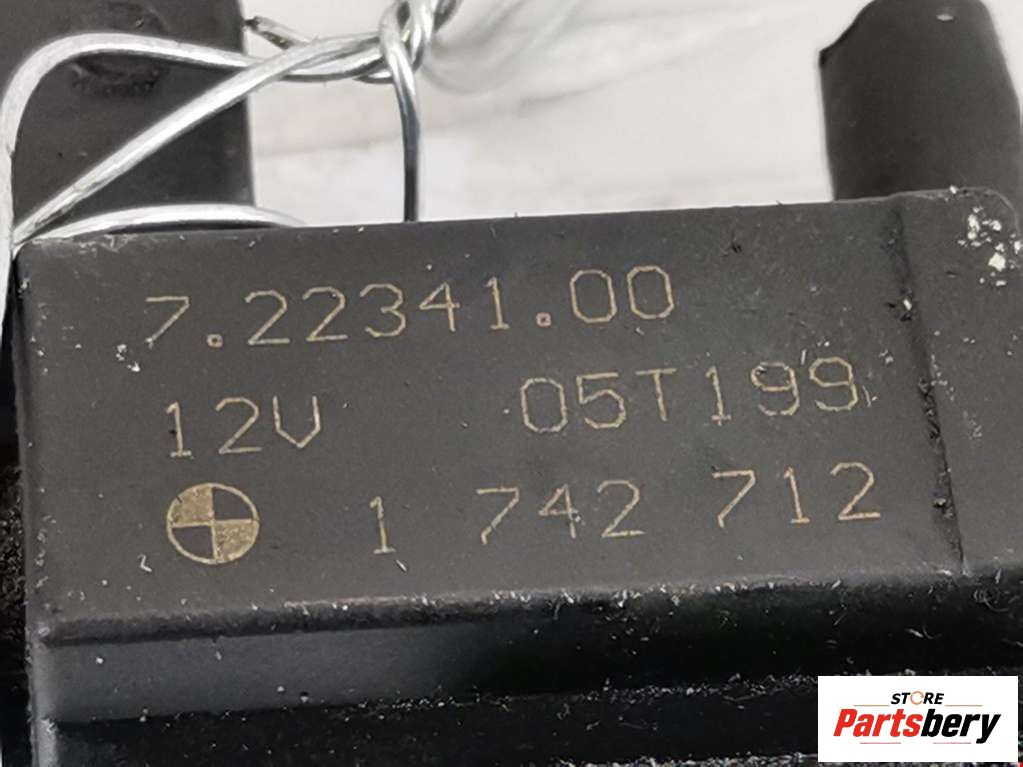 7.22341.00
12V 05T199
1 742 712
STORE
Partsbery